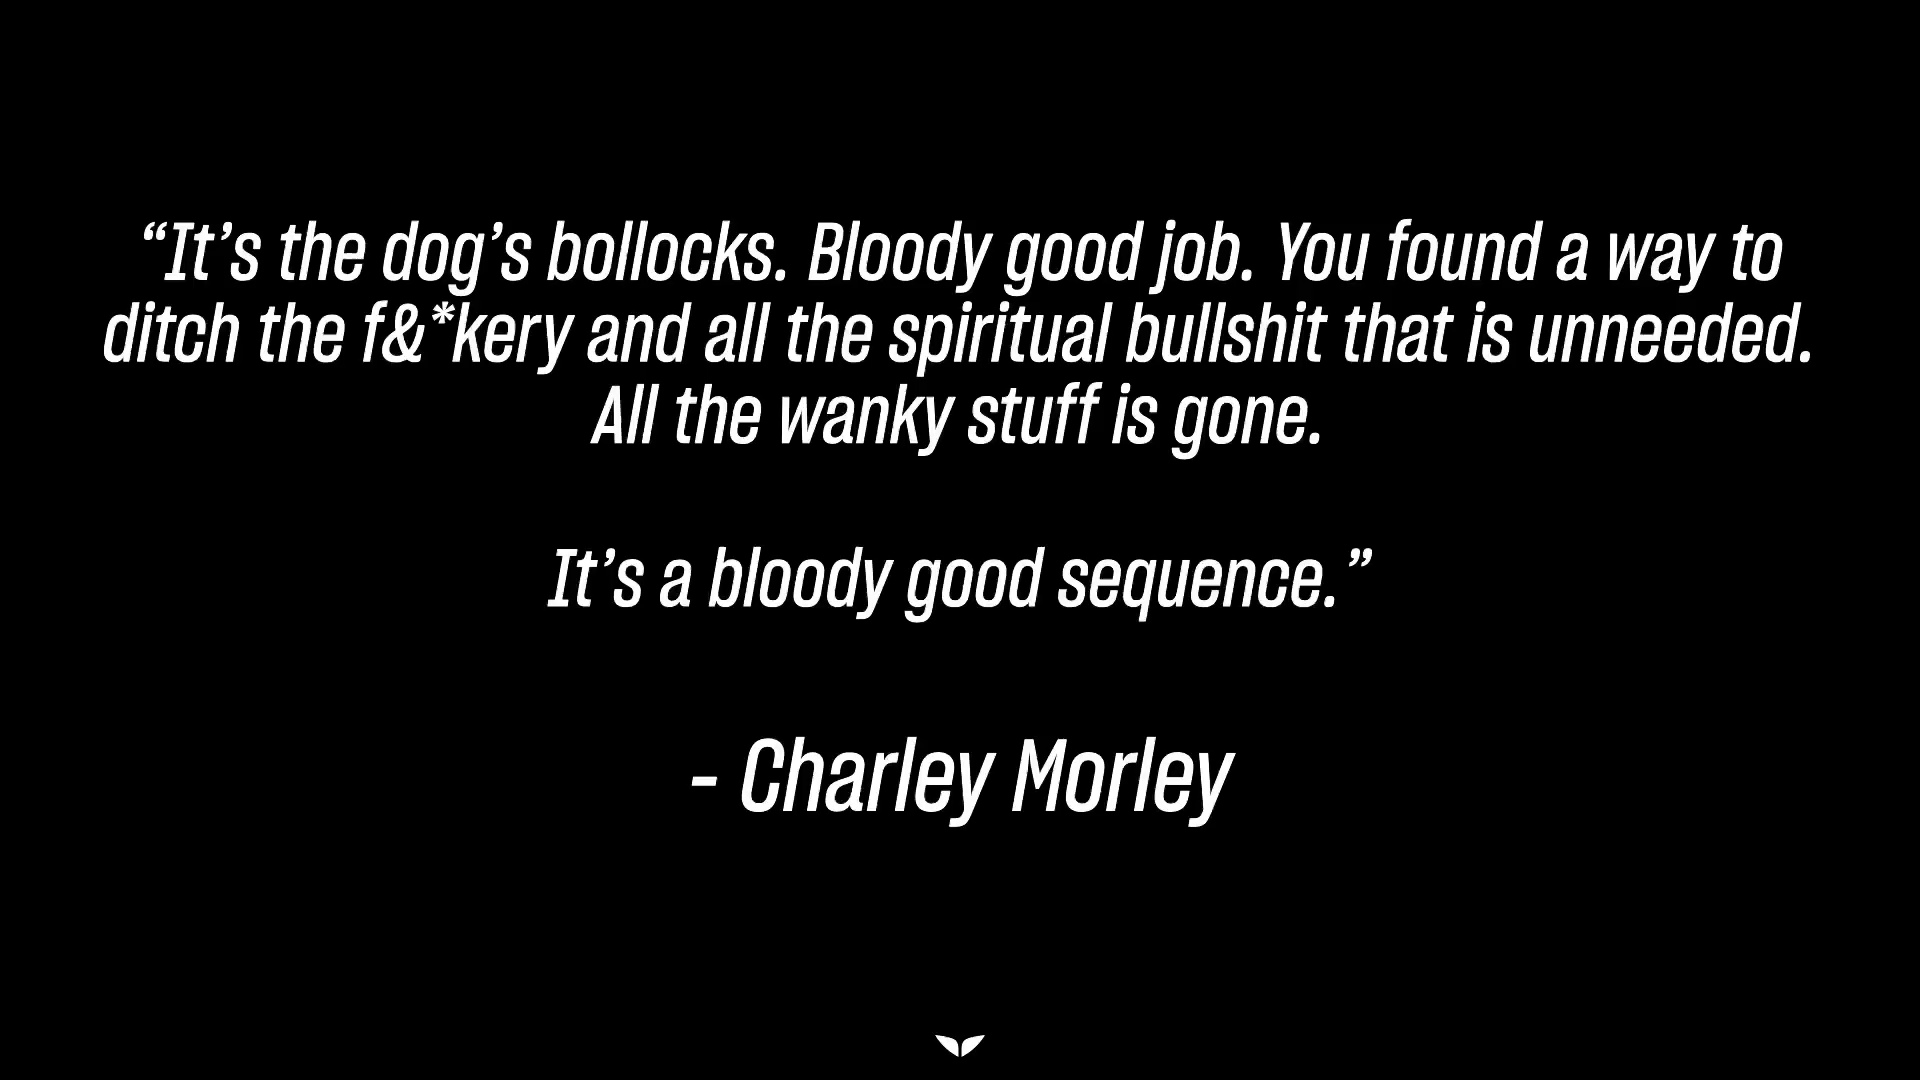 “It’s the dog’s bollocks. Bloody good job. You found a way to
ditch the f&*kery and all the spiritual bullshit that is unneeded.
All the wanky stuff is gone.
It’s a bloody good sequence.”
- Charley Morley